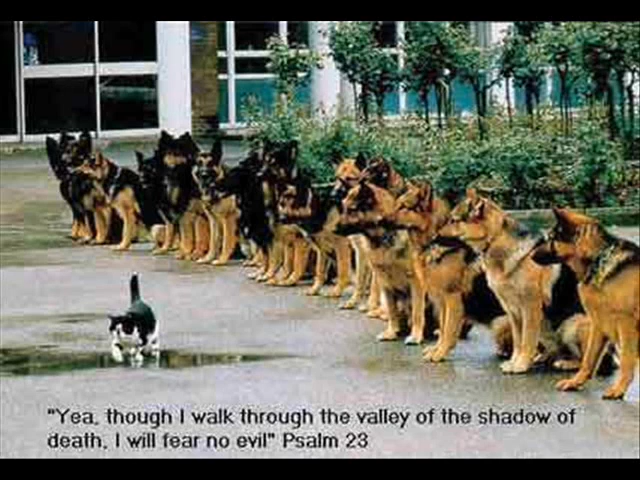 "Yea, though I walk through the valley of the shadow of
death, I will fear no evil" Psalm 23